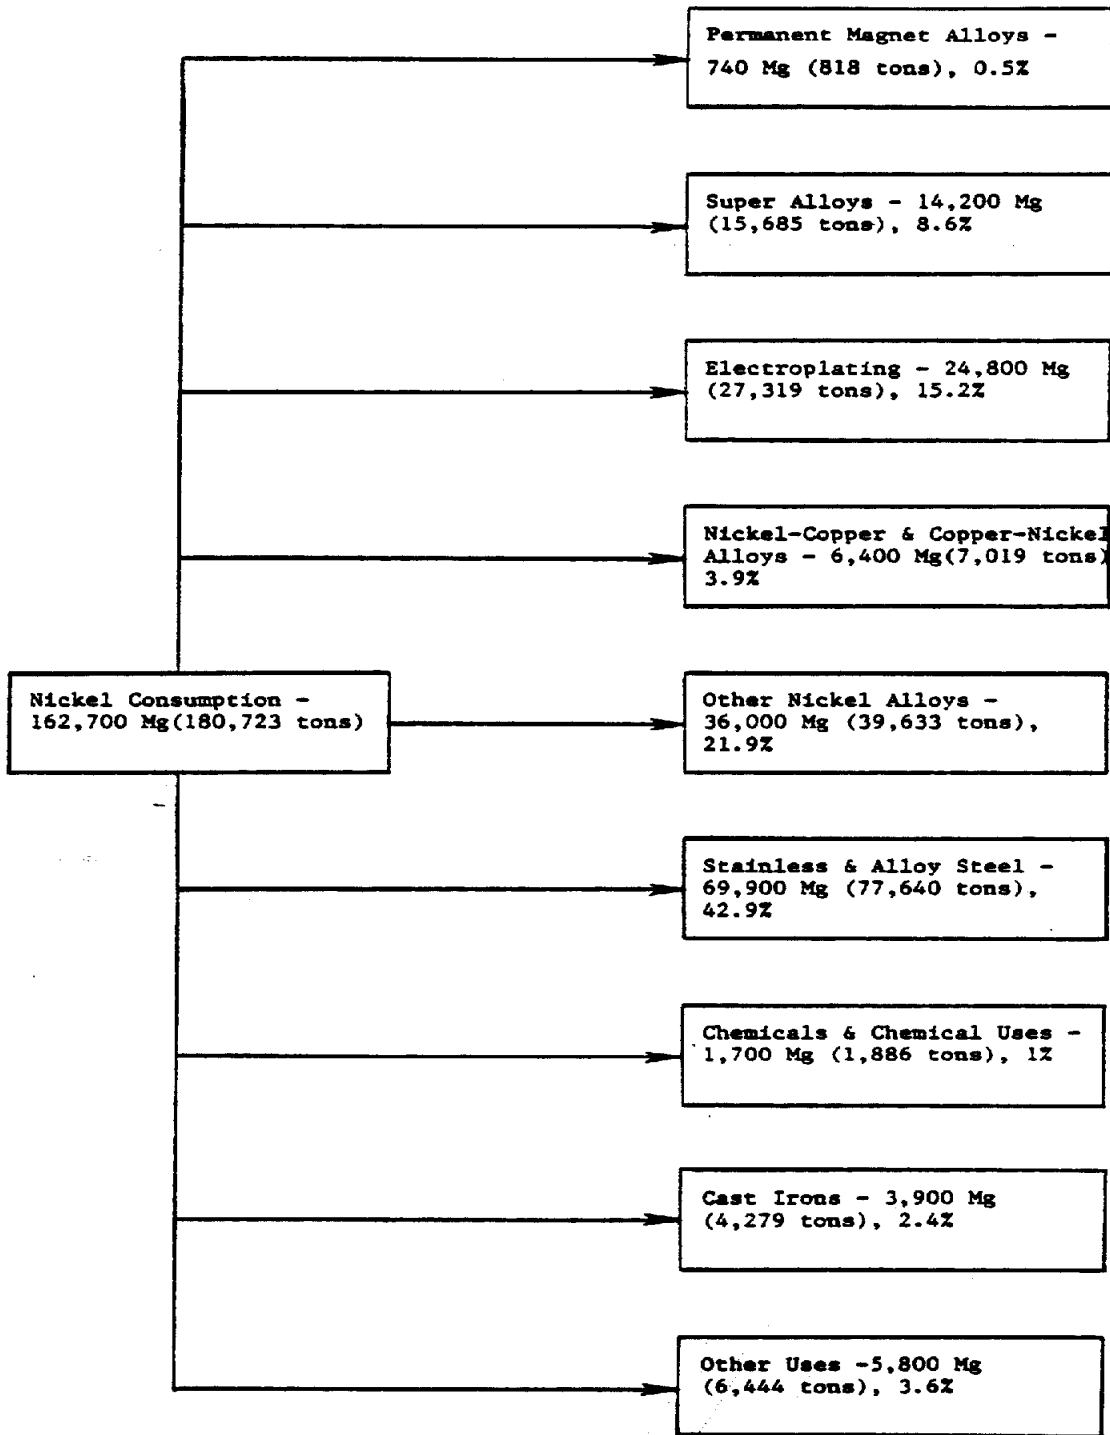 Permanent Magnet Alloys -
740 Mg (818 tons), 0.5%
Super Alloys - 14,200 Mg
(15,685 tons), 8.6%
Electroplating - 24,800 Mg
(27,319 tons), 15.2%
Nickel-Copper & Copper-Nickel
Alloys - 6,400 Mg(7,019 tons)
3.9%
Nickel Consumption -
162,700 Mg(180,723 tons)
Other Nickel Alloys -
36,000 Mg (39,633 tons),
21.9%
Stainless & Alloy Steel -
69,900 Mg (77,640 tons),
42.9%
Chemicals & Chemical Uses -
1,700 Mg (1,886 tons), 1%
Cast Irons - 3,900 Mg
(4,279 tons), 2.4%
Other Uses -5,800 Mg
(6,444 tons), 3.6%